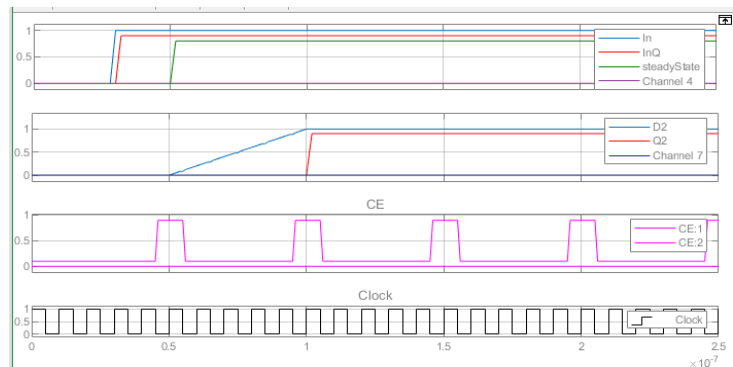 1
0.5
0
In
InQ
steadyState
Channel 4
1
0.5
0
D2
Q2
Channel 7
CE
1
0.5
0
CE:1
CE:2
Clock
1
0.5
0
Clock
0 0.5 1 1.5 2 2.5
×10⁻⁷